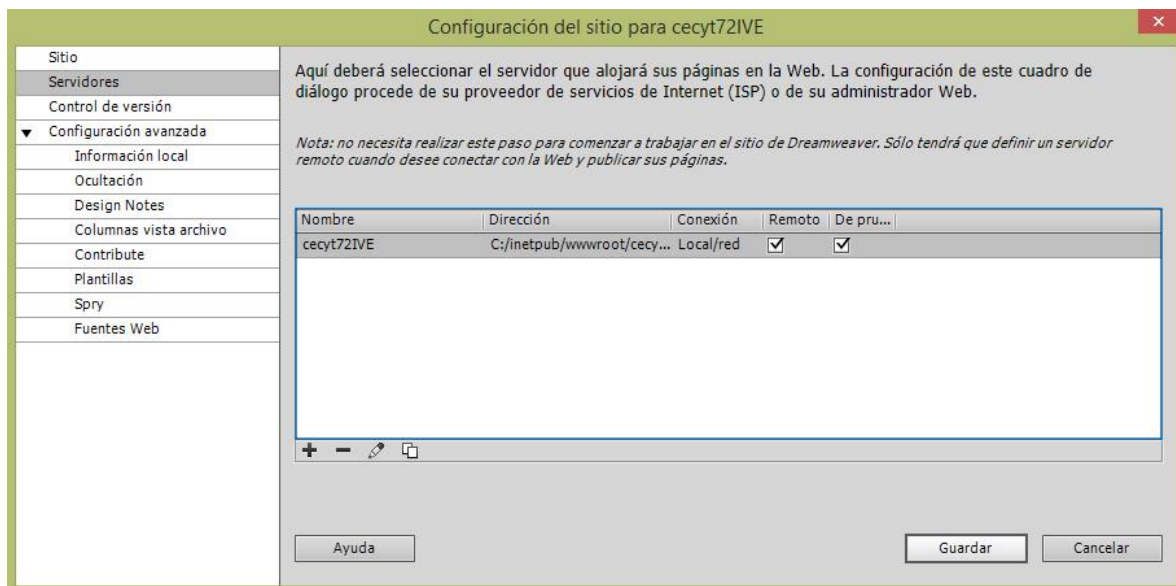 Configuración del sitio para cecyt72IVE
Sitio
Servidores
Control de versión
Configuración avanzada
Información local
Ocultación
Design Notes
Columnas vista archivo
Contribute
Plantillas
Spry
Fuentes Web
Aquí deberá seleccionar el servidor que alojará sus páginas en la Web. La configuración de este cuadro de
diálogo procede de su proveedor de servicios de Internet (ISP) o de su administrador Web.
Nota: no necesita realizar este paso para comenzar a trabajar en el sitio de Dreamweaver. Sólo tendrá que definir un servidor
remoto cuando desee conectar con la Web y publicar sus páginas.
Nombre Dirección Conexión Remoto De pru...
cecyt72IVE C:/inetpub/wwwroot/cecy... Local/red
Ayuda Guardar Cancelar